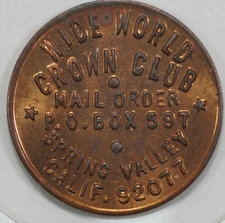 WIDE WORLD
CROWN CLUB
MAIL ORDER
P.O. BOX 597
SPRING VALLEY
CALIF. 92077